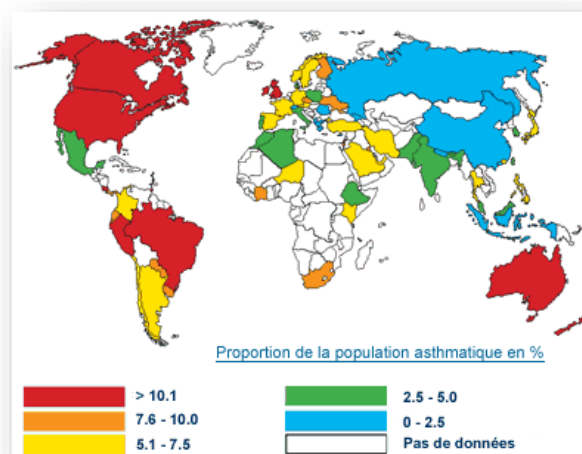 Proportion de la population asthmatique en %
> 10.1
7.6 - 10.0
5.1 - 7.5
2.5 - 5.0
0 - 2.5
Pas de données